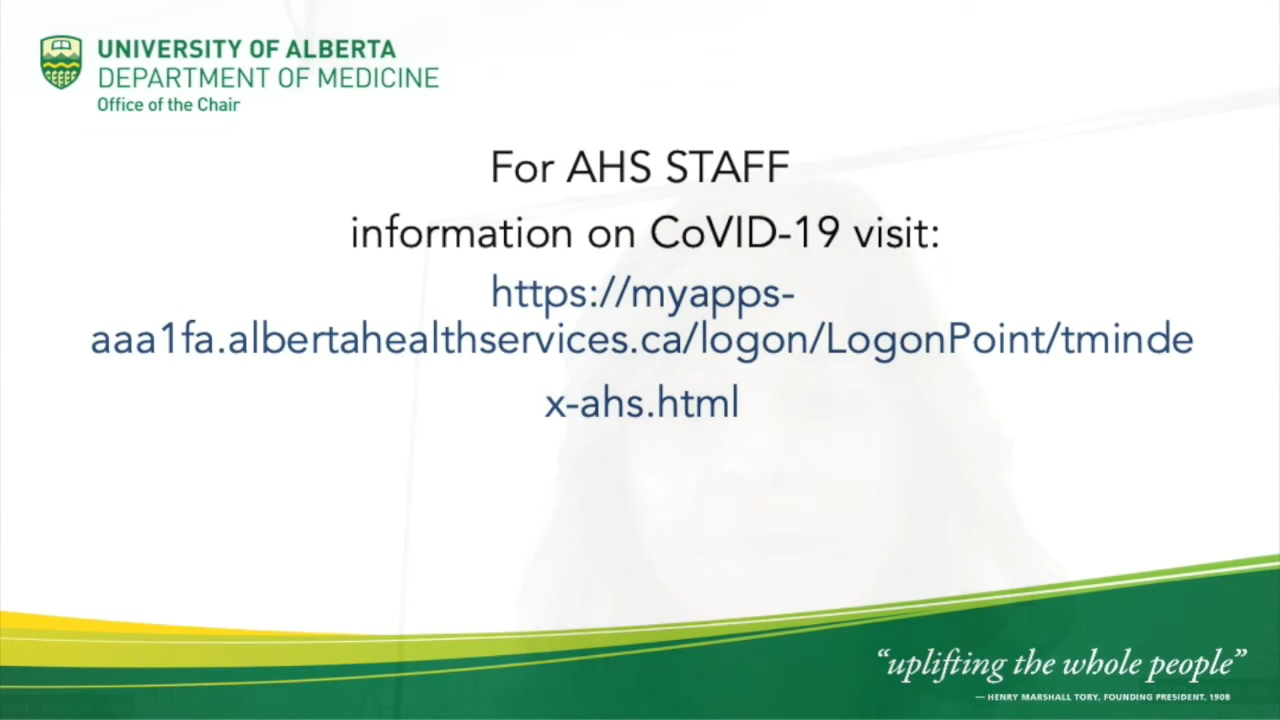 UNIVERSITY OF ALBERTA
DEPARTMENT OF MEDICINE
Office of the Chair
For AHS STAFF
information on CoVID-19 visit:
https://myapps-
aaa1fa.albertahealthservices.ca/logon/LogonPoint/tminde
x-ahs.html
“uplifting the whole people”
— HENRY MARSHALL TORY, FOUNDING PRESIDENT, 1908